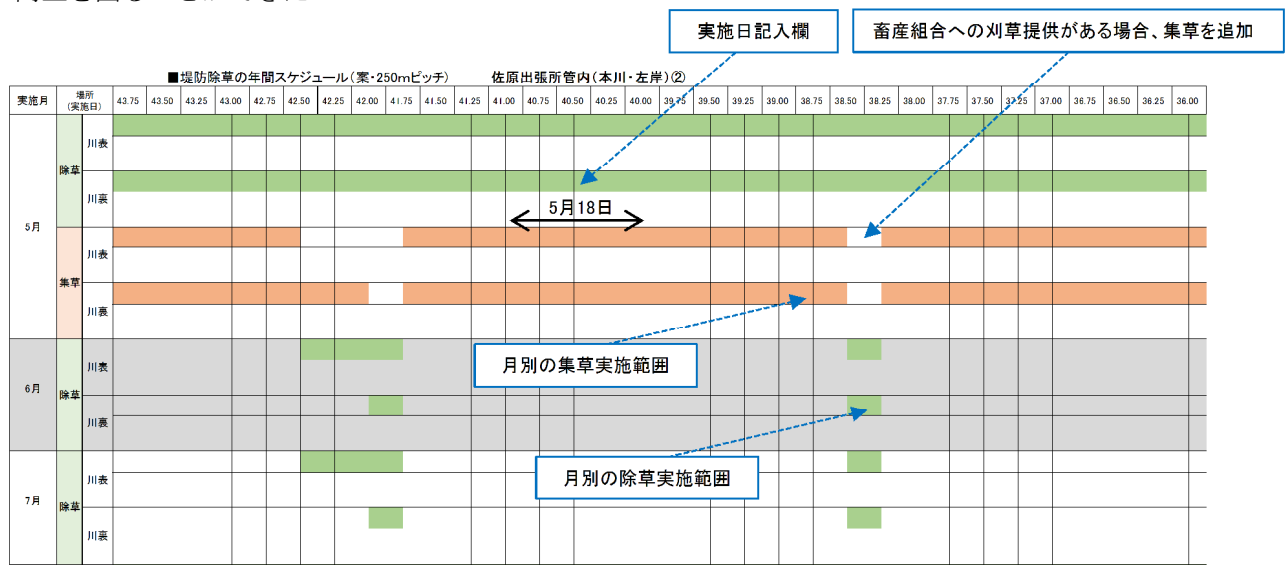 実施日記入欄
畜産組合への刈草提供がある場合、集草を追加
■堤防除草の年間スケジュール(案・250mピッチ) 佐原出張所管内(本川・左岸)②
実施月 場所(実施日) 43.75 43.50 43.25 43.00 42.75 42.50 42.25 42.00 41.75 41.50 41.25 41.00 40.75 40.50 40.25 40.00 39.75 39.50 39.25 39.00 38.75 38.50 38.25 38.00 37.75 37.50 37.25 37.00 36.75 36.50 36.25 36.00
5月
除草
川表
川裏
5月18日
集草
川表
川裏
月別の集草実施範囲
6月
除草
川表
川裏
月別の除草実施範囲
7月
除草
川表
川裏